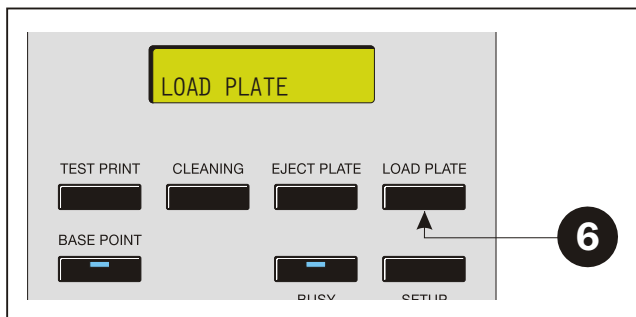 LOAD PLATE
TEST PRINT CLEANING EJECT PLATE LOAD PLATE
6
BASE POINT
BUSY SETUP